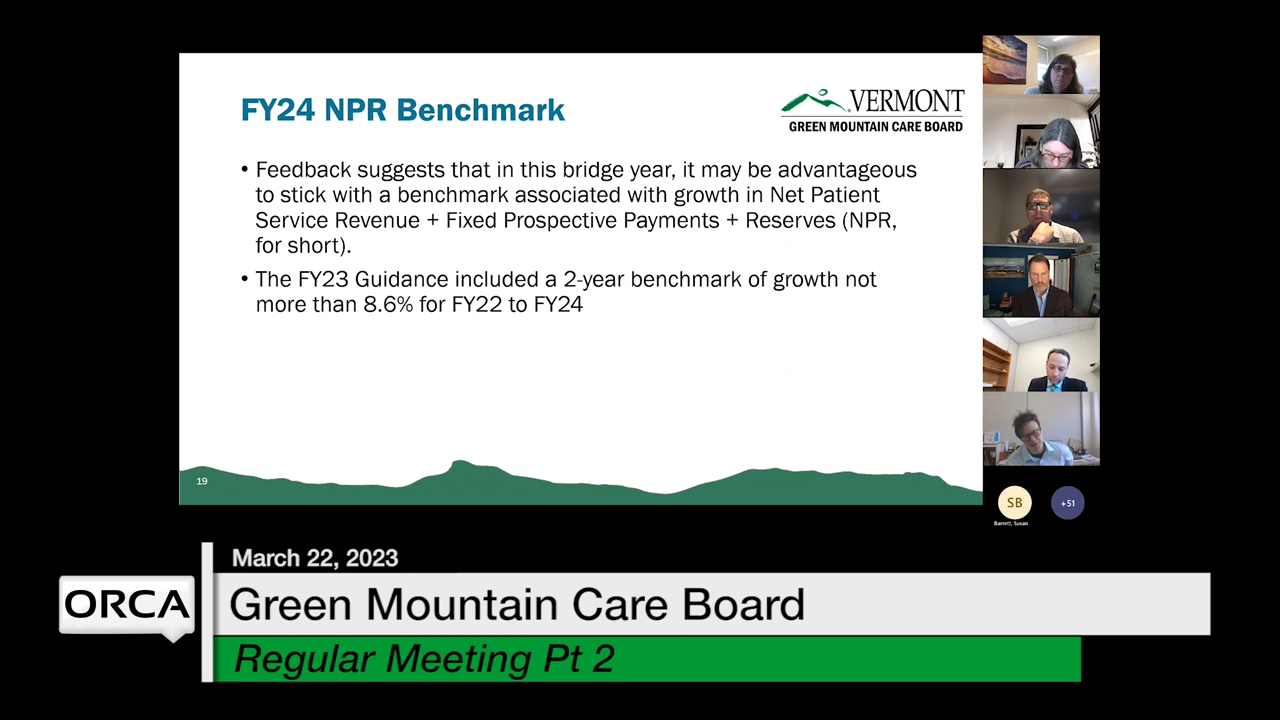 FY24 NPR Benchmark
VERMONT
GREEN MOUNTAIN CARE BOARD
• Feedback suggests that in this bridge year, it may be advantageous
to stick with a benchmark associated with growth in Net Patient
Service Revenue + Fixed Prospective Payments + Reserves (NPR,
for short).
• The FY23 Guidance included a 2-year benchmark of growth not
more than 8.6% for FY22 to FY24
19
SB
+51
Barrett, Susan
March 22, 2023
ORCA
Green Mountain Care Board
Regular Meeting Pt 2